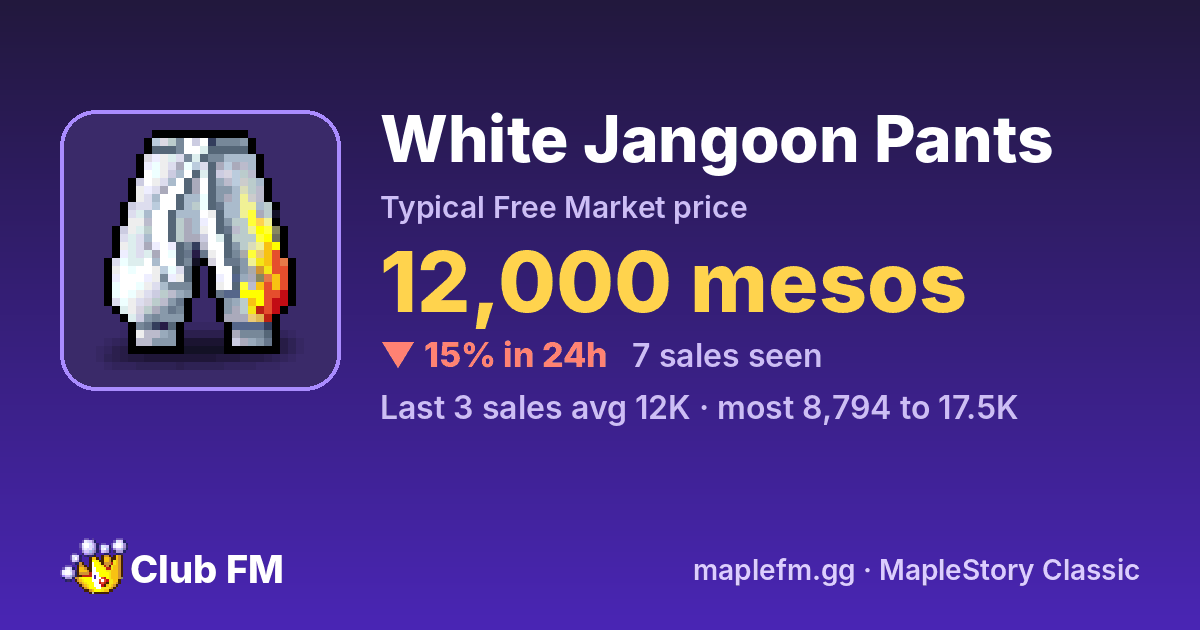 White Jangoon Pants
Typical Free Market price
12,000 mesos
▼ 15% in 24h 7 sales seen
Last 3 sales avg 12K · most 8,794 to 17.5K
Club FM
maplefm.gg · MapleStory Classic